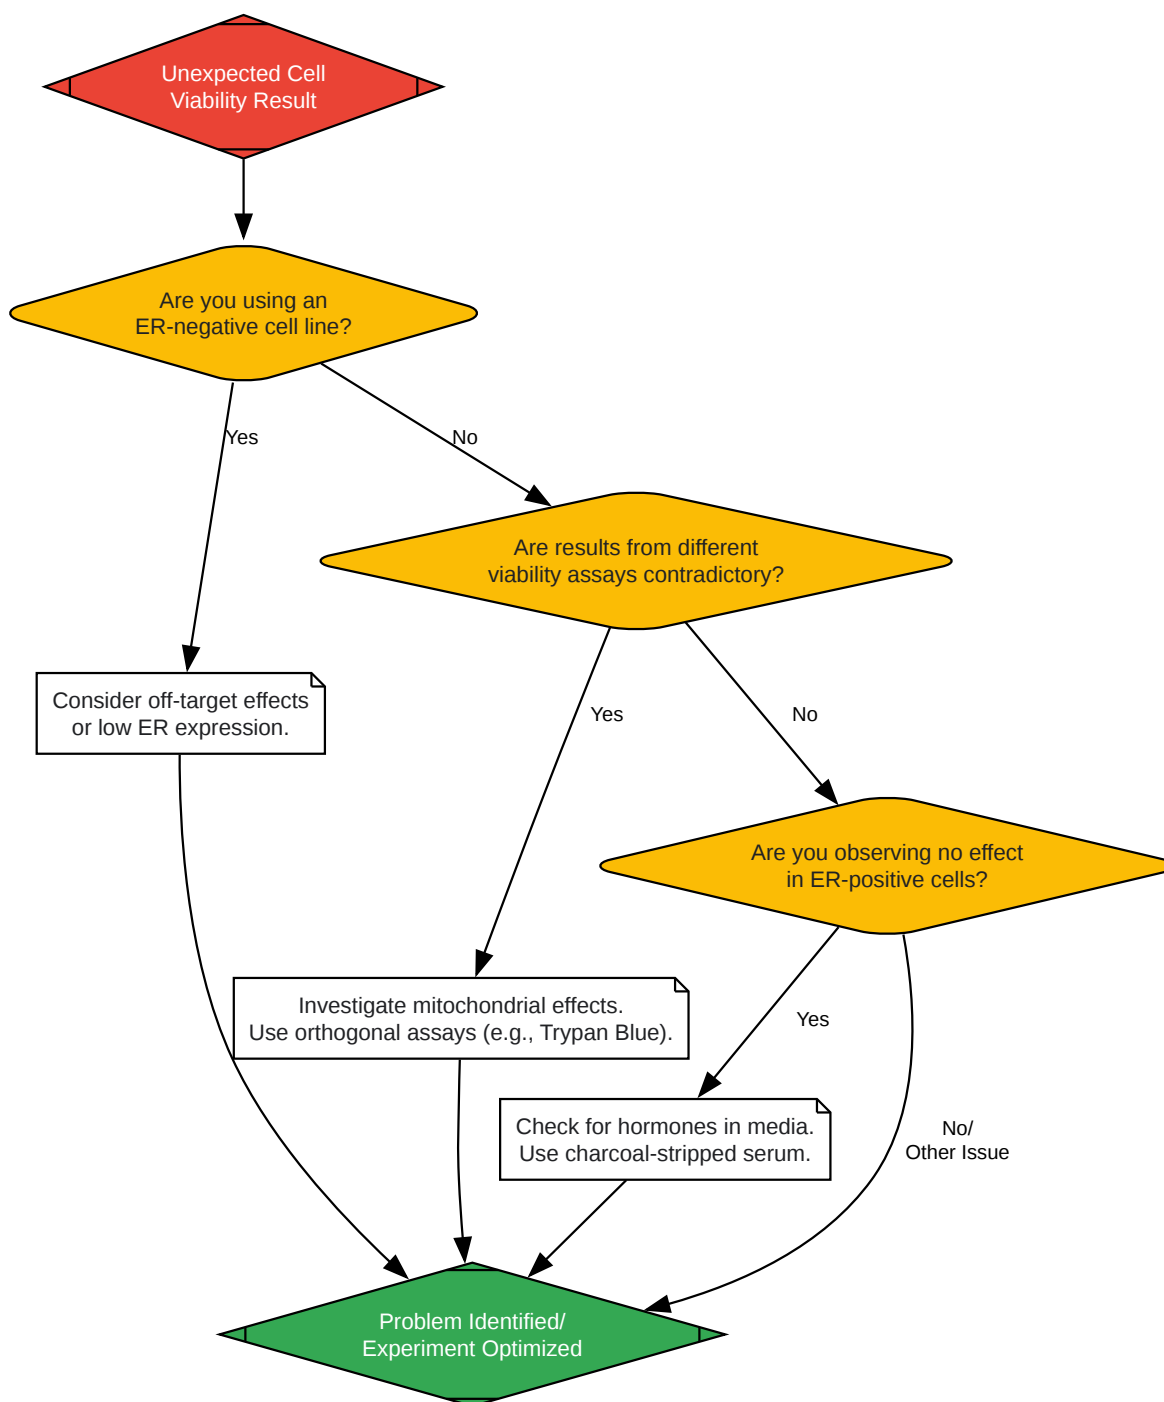 Unexpected Cell
Viability Result
Are you using an
ER-negative cell line?
Yes
No
Are results from different
viability assays contradictory?
Consider off-target effects
or low ER expression.
Yes
No
Are you observing no effect
in ER-positive cells?
Investigate mitochondrial effects.
Use orthogonal assays (e.g., Trypan Blue).
Yes
Check for hormones in media.
Use charcoal-stripped serum.
No/
Other Issue
Problem Identified/
Experiment Optimized